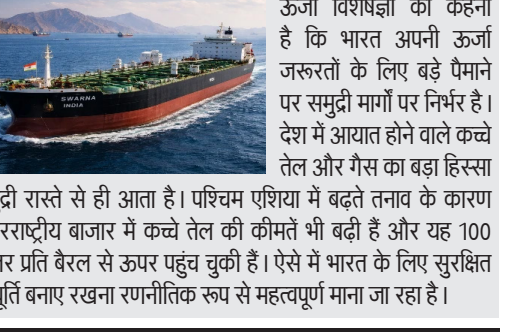 SWARNA
INDIA
ऊर्जा विशेषज्ञों का कहना
है कि भारत अपनी ऊर्जा
जरूरतों के लिए बड़े पैमाने
पर समुद्री मार्गों पर निर्भर है।
देश में आयात होने वाले कच्चे
तेल और गैस का बड़ा हिस्सा
रास्ते से ही आता है। पश्चिम एशिया में बढ़ते तनाव के कारण
बाजार में कच्चे तेल की कीमतें भी बढ़ी हैं और यह 100
प्रति बैरल से ऊपर पहुंच चुकी हैं। ऐसे में भारत के लिए सुरक्षित
बनाए रखना रणनीतिक रूप से महत्वपूर्ण माना जा रहा है।